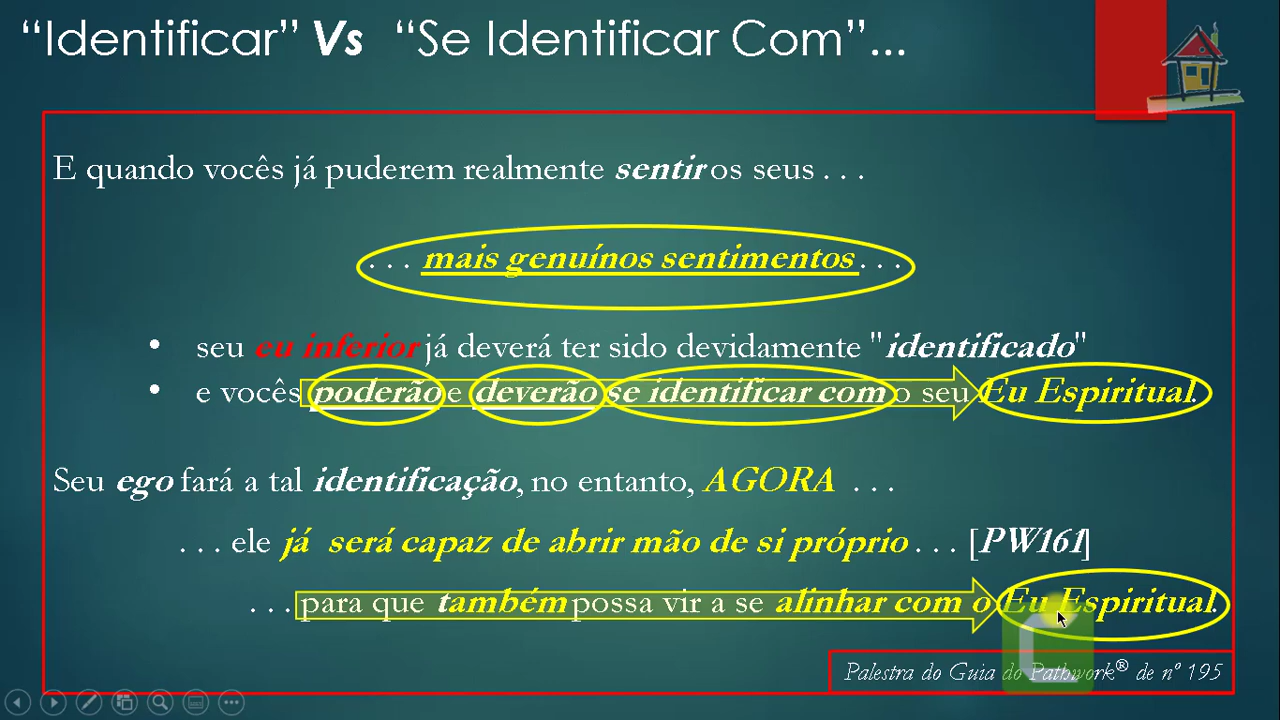 “Identificar” Vs “Se Identificar Com”...
E quando vocês já puderem realmente sentir os seus . . .
. . . mais genuínos sentimentos . . .
• seu eu inferior já deverá ter sido devidamente "identificado"
• e vocês poderão e deverão se identificar com o seu Eu Espiritual.
Seu ego fará a tal identificação, no entanto, AGORA . . .
. . . ele já será capaz de abrir mão de si próprio . . . [PW161]
. . . para que também possa vir a se alinhar com o Eu Espiritual.
Palestra do Guia do Pathwork® de nº 195